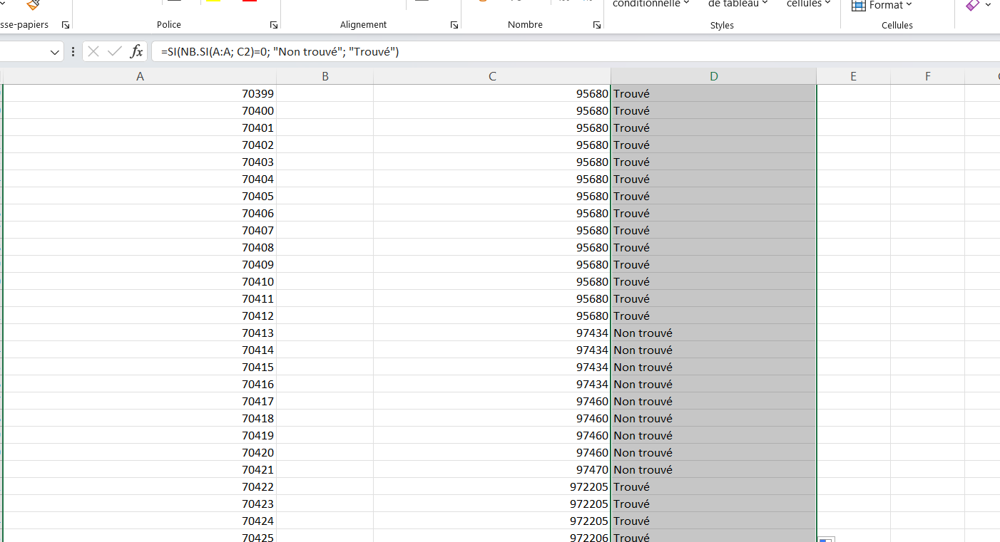 conditionnelle de tableau cellules Format
sse-papiers Police Alignement Nombre Styles Cellules
fx =SI(NB.SI(A:A; C2)=0; "Non trouvé"; "Trouvé")
A B C D E F
70399 95680 Trouvé
70400 95680 Trouvé
70401 95680 Trouvé
70402 95680 Trouvé
70403 95680 Trouvé
70404 95680 Trouvé
70405 95680 Trouvé
70406 95680 Trouvé
70407 95680 Trouvé
70408 95680 Trouvé
70409 95680 Trouvé
70410 95680 Trouvé
70411 95680 Trouvé
70412 95680 Trouvé
70413 97434 Non trouvé
70414 97434 Non trouvé
70415 97434 Non trouvé
70416 97434 Non trouvé
70417 97460 Non trouvé
70418 97460 Non trouvé
70419 97460 Non trouvé
70420 97460 Non trouvé
70421 97470 Non trouvé
70422 972205 Trouvé
70423 972205 Trouvé
70424 972205 Trouvé
70425 972206 Trouvé